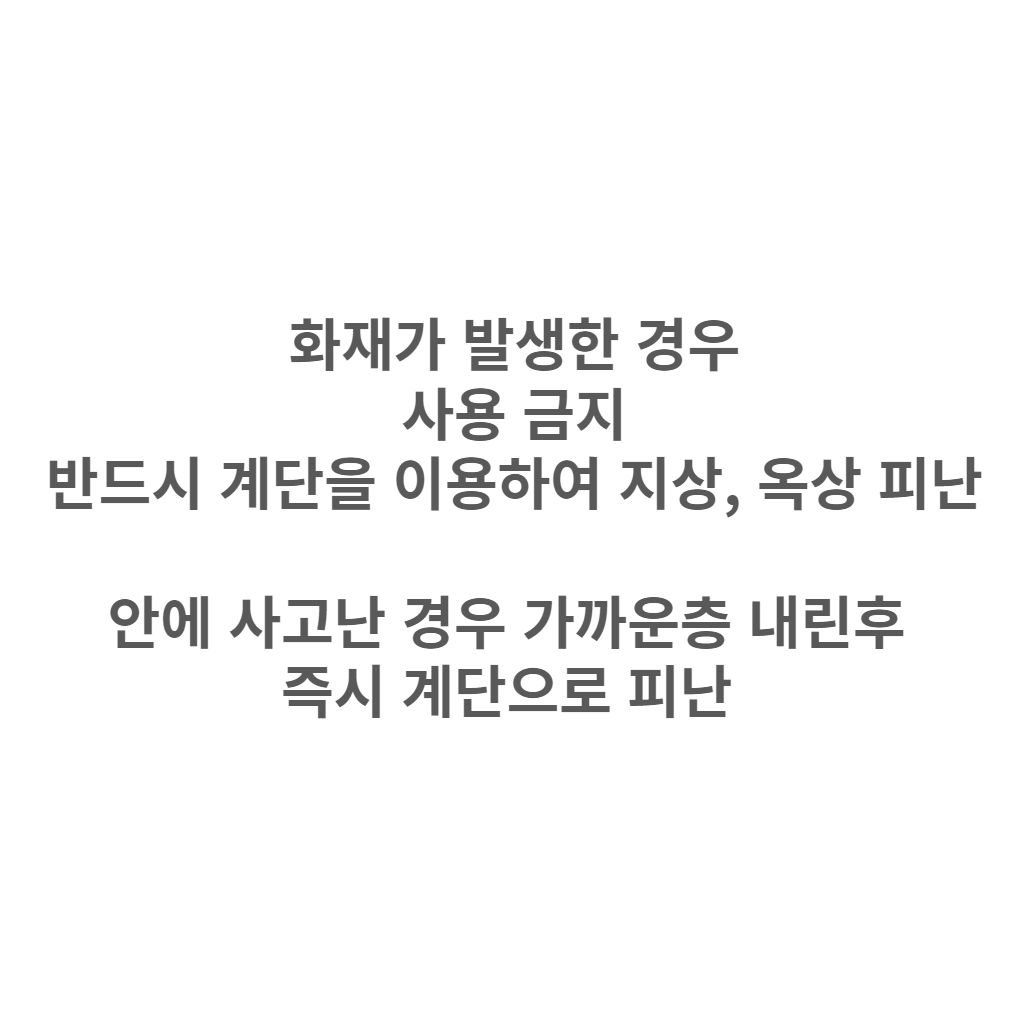 화재가 발생한 경우
사용 금지
반드시 계단을 이용하여 지상, 옥상 피난
안에 사고난 경우 가까운층 내린후
즉시 계단으로 피난